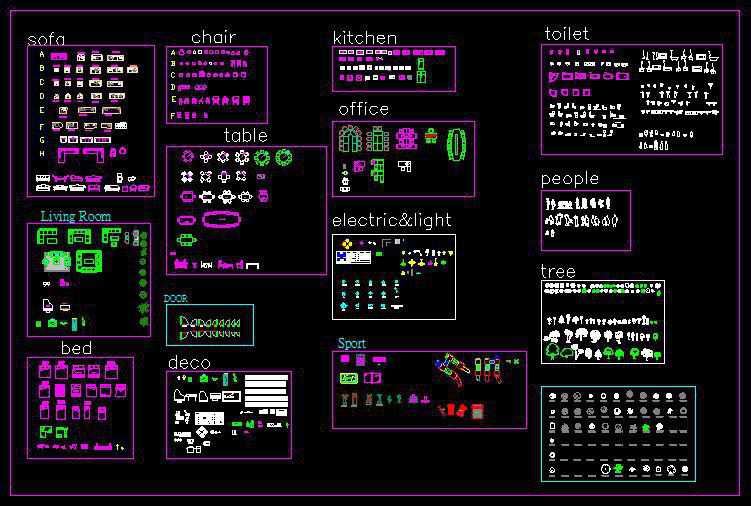 sofa
chair
kitchen
toilet
A
B
C
D
E
F
G
H
A
B
C
D
E
F
office
table
people
Living Room
electric&light
tree
DOOR
Sport
bed
deco